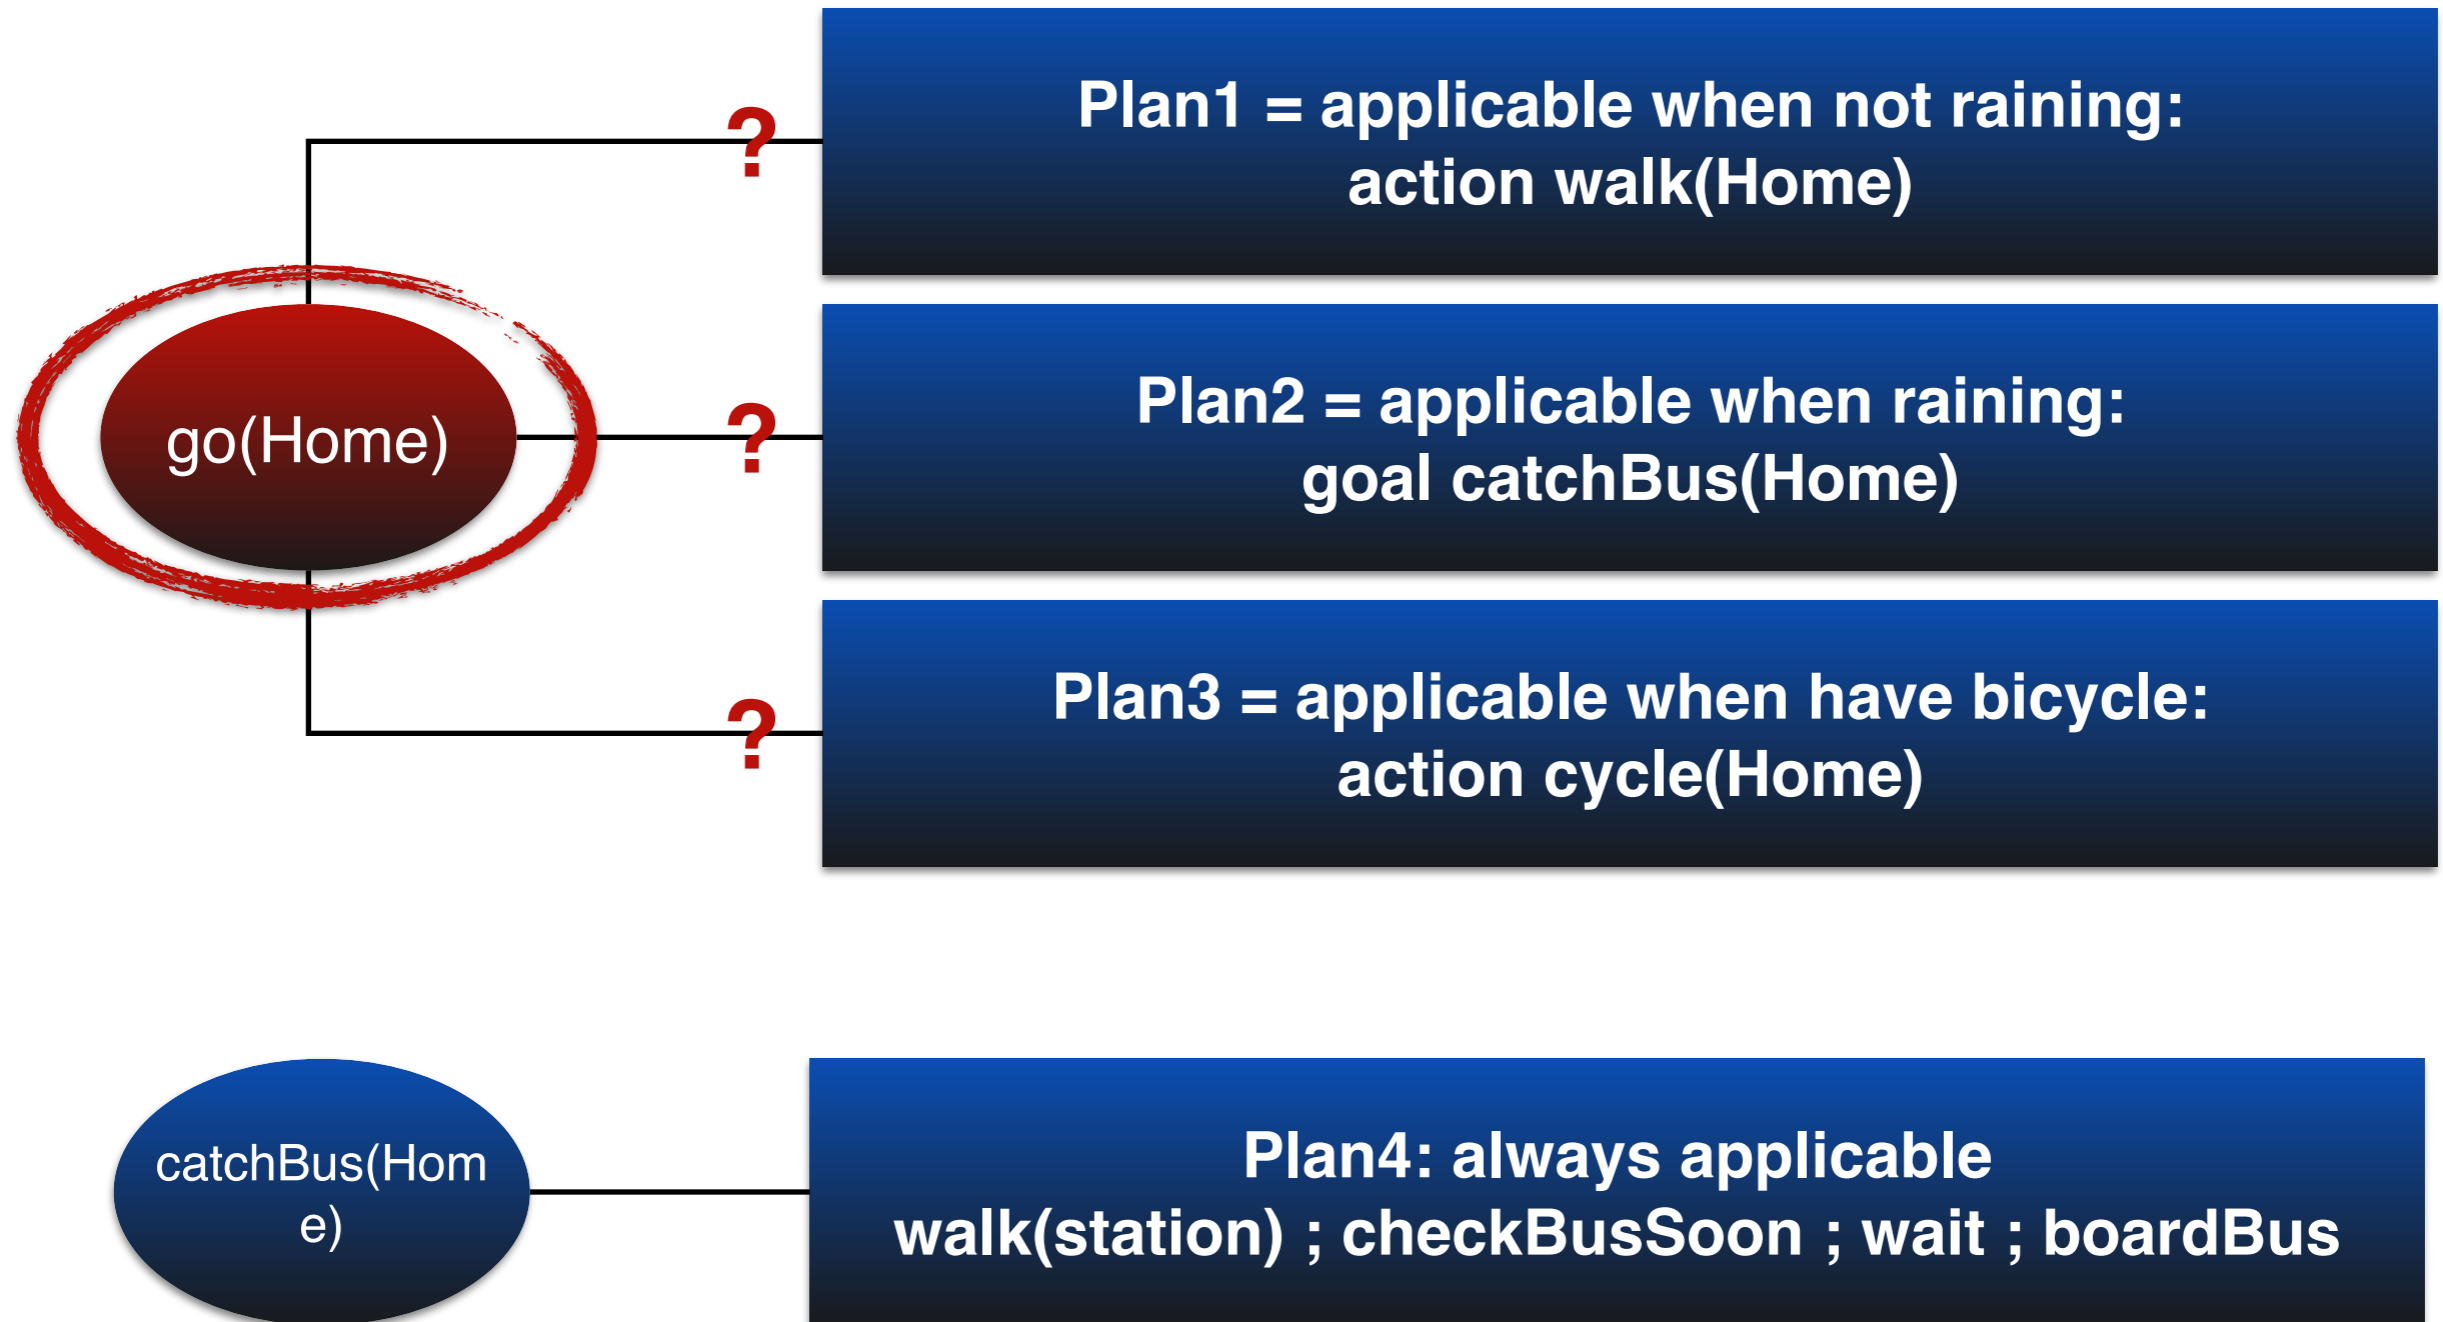 ?
Plan1 = applicable when not raining:
action walk(Home)
go(Home)
?
Plan2 = applicable when raining:
goal catchBus(Home)
?
Plan3 = applicable when have bicycle:
action cycle(Home)
catchBus(Hom
e)
Plan4: always applicable
walk(station) ; checkBusSoon ; wait ; boardBus